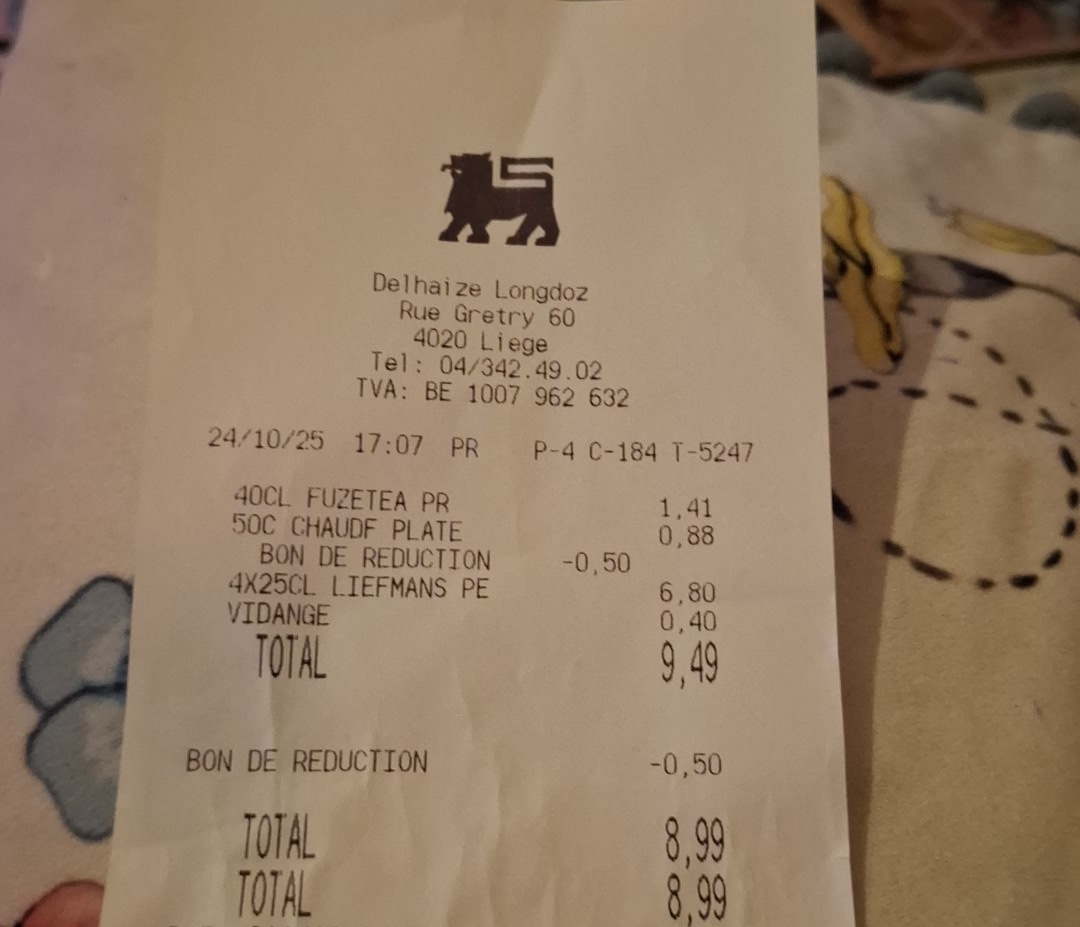 Delhaize Longdoz
Rue Gretry 60
4020 Liege
Tel: 04/342.49.02
TVA: BE 1007 962 632
24/10/25 17:07 PR P-4 C-184 T-5247
40CL FUZETEA PR 1,41
50C CHAUDF PLATE 0,88
BON DE REDUCTION -0,50
4X25CL LIEFMANS PE 6,80
VIDANGE 0,40
TOTAL 9,49
BON DE REDUCTION -0,50
TOTAL 8,99
TOTAL 8,99